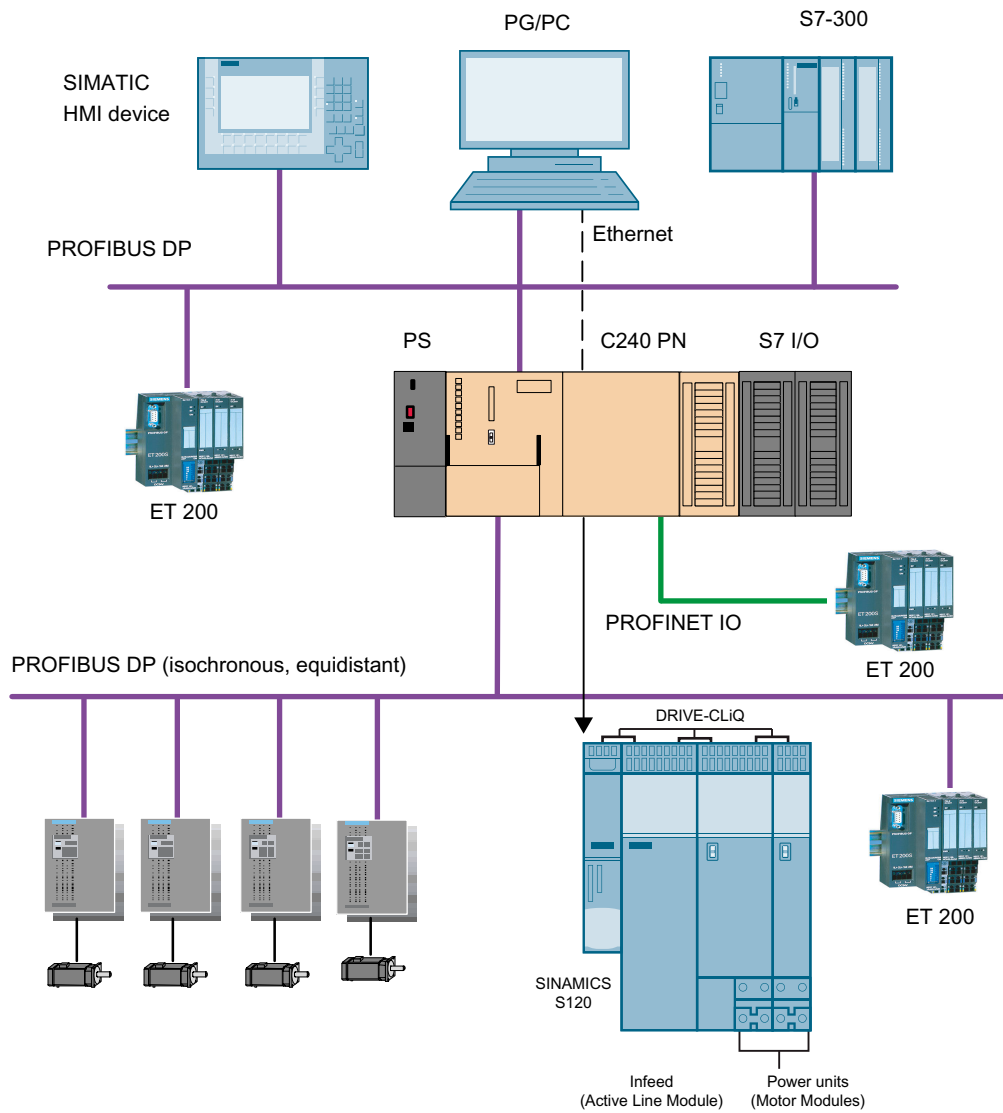 PG/PC
S7-300
SIMATIC
HMI device
Ethernet
PROFIBUS DP
PS
C240 PN
S7 I/O
ET 200
PROFINET IO
ET 200
PROFIBUS DP (isochronous, equidistant)
DRIVE-CLiQ
ET 200
SINAMICS
S120
Infeed
(Active Line Module)
Power units
(Motor Modules)